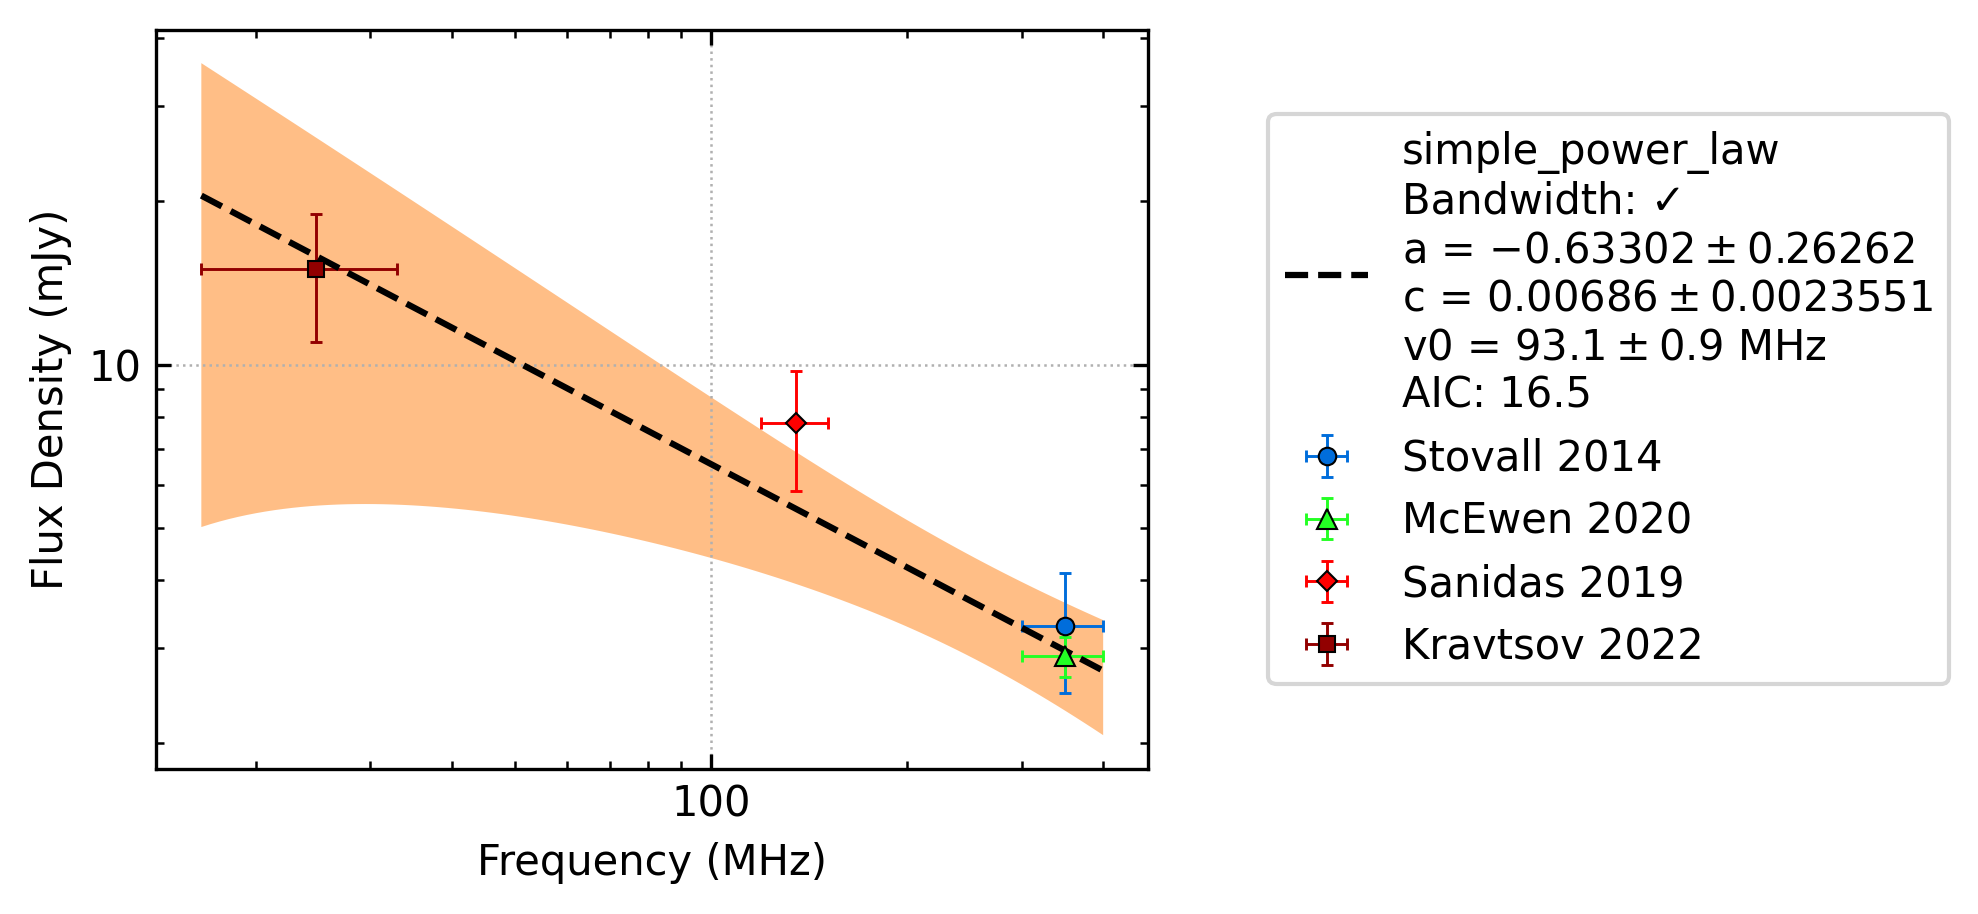 Flux Density (mJy)
10
100
Frequency (MHz)
simple_power_law
Bandwidth: ✓
a = −0.63302 ± 0.26262
c = 0.00686 ± 0.0023551
v0 = 93.1 ± 0.9 MHz
AIC: 16.5
Stovall 2014
McEwen 2020
Sanidas 2019
Kravtsov 2022